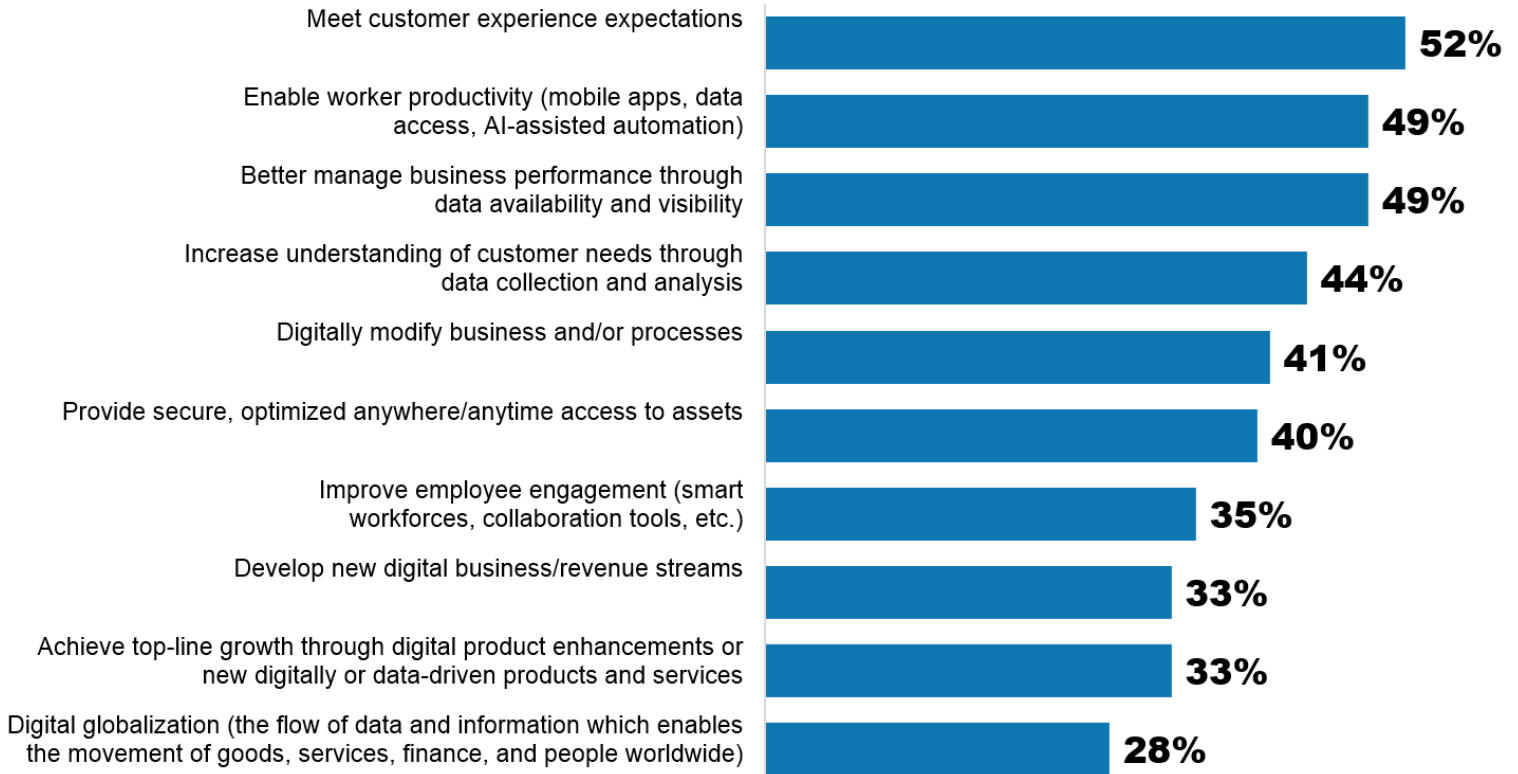 Meet customer experience expectations
52%
Enable worker productivity (mobile apps, data
access, AI-assisted automation)
49%
Better manage business performance through
data availability and visibility
49%
Increase understanding of customer needs through
data collection and analysis
44%
Digitally modify business and/or processes
41%
Provide secure, optimized anywhere/anytime access to assets
40%
Improve employee engagement (smart
workforces, collaboration tools, etc.)
35%
Develop new digital business/revenue streams
33%
Achieve top-line growth through digital product enhancements or
new digitally or data-driven products and services
33%
Digital globalization (the flow of data and information which enables
the movement of goods, services, finance, and people worldwide)
28%